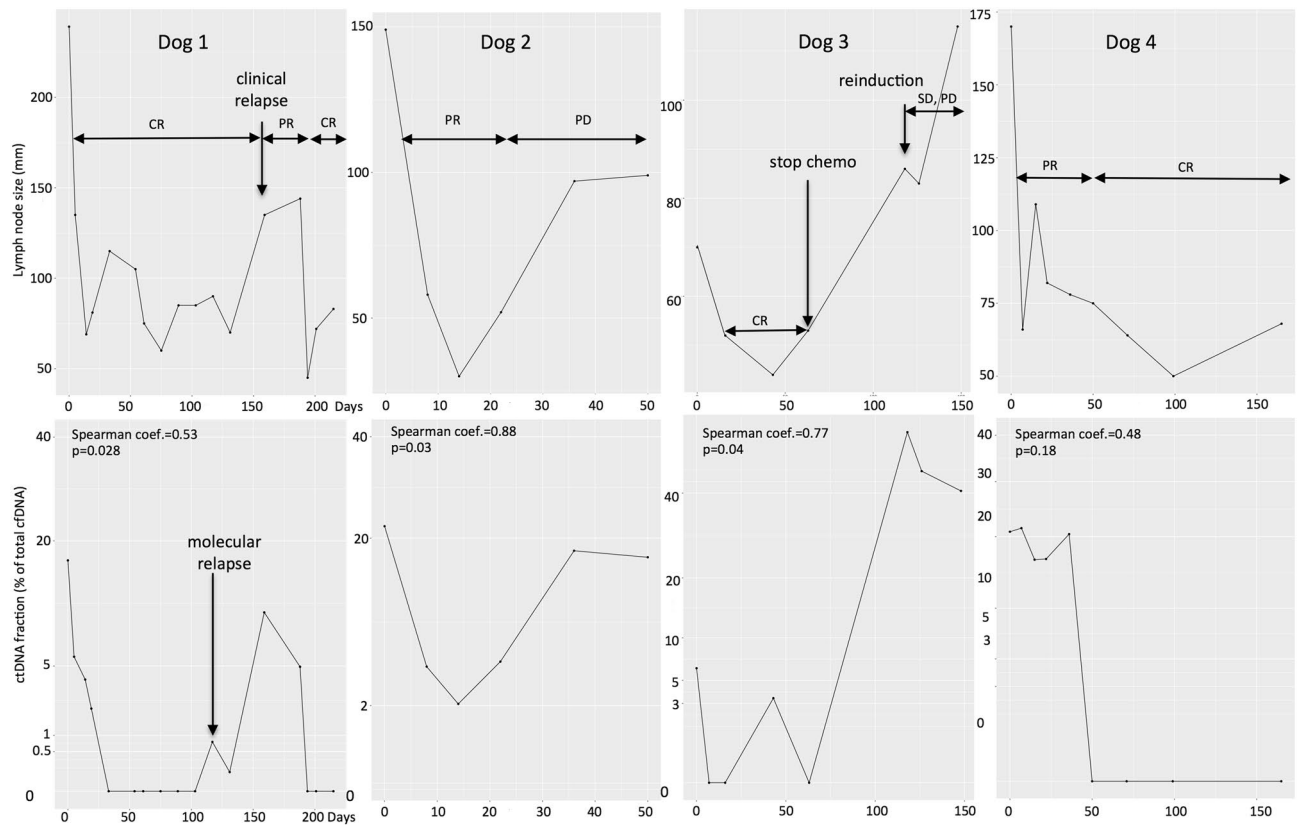 Dog 1
clinical
relapse
CR
PR
CR
Lymph node size (mm)
200
150
100
50
0
50
100
150
200
Days
Dog 2
PR
PD
150
100
50
0
10
20
30
40
50
Dog 3
reinduction
SD, PD
stop chemo
CR
100
80
60
0
50
100
150
Dog 4
PR
CR
175
150
125
100
75
50
0
50
100
150
Spearman coef.=0.53
p=0.028
molecular
relapse
ctDNA fraction (% of total cfDNA)
40
20
5
1
0.5
0
0
50
100
150
200
Days
Spearman coef.=0.88
p=0.03
40
20
2
0
0
10
20
30
40
50
Spearman coef.=0.77
p=0.04
40
20
10
5
3
0
0
50
100
150
Spearman coef.=0.48
p=0.18
40
30
20
10
5
3
0
0
50
100
150